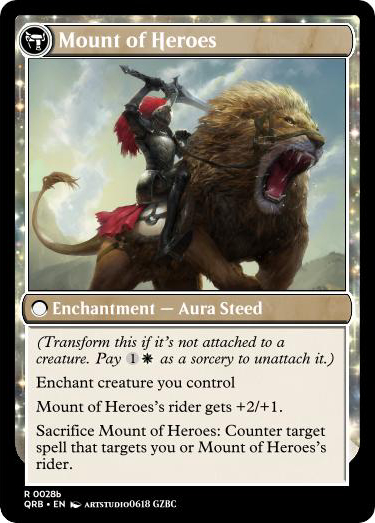 Mount of Heroes
Enchantment — Aura Steed
(Transform this if it's not attached to a
creature. Pay 1 as a sorcery to unattach it.)
Enchant creature you control
Mount of Heroes's rider gets +2/+1.
Sacrifice Mount of Heroes: Counter target
spell that targets you or Mount of Heroes's
rider.
R 0028b
QRB • EN ARTSTUDIO0618 GZBC